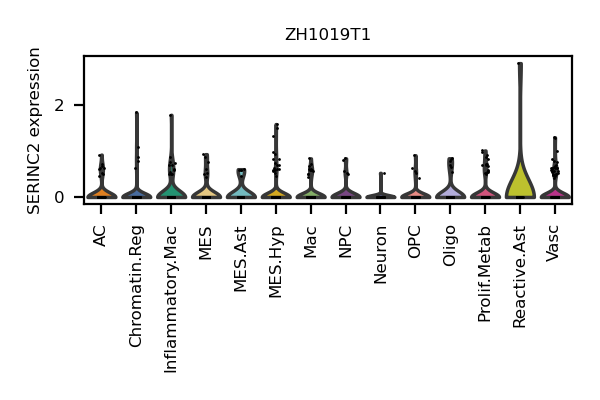 ZH1019T1
SERINC2 expression
2
0
AC
Chromatin.Reg
Inflammatory.Mac
MES
MES.Ast
MES.Hyp
Mac
NPC
Neuron
OPC
Oligo
Prolif.Metab
Reactive.Ast
Vasc